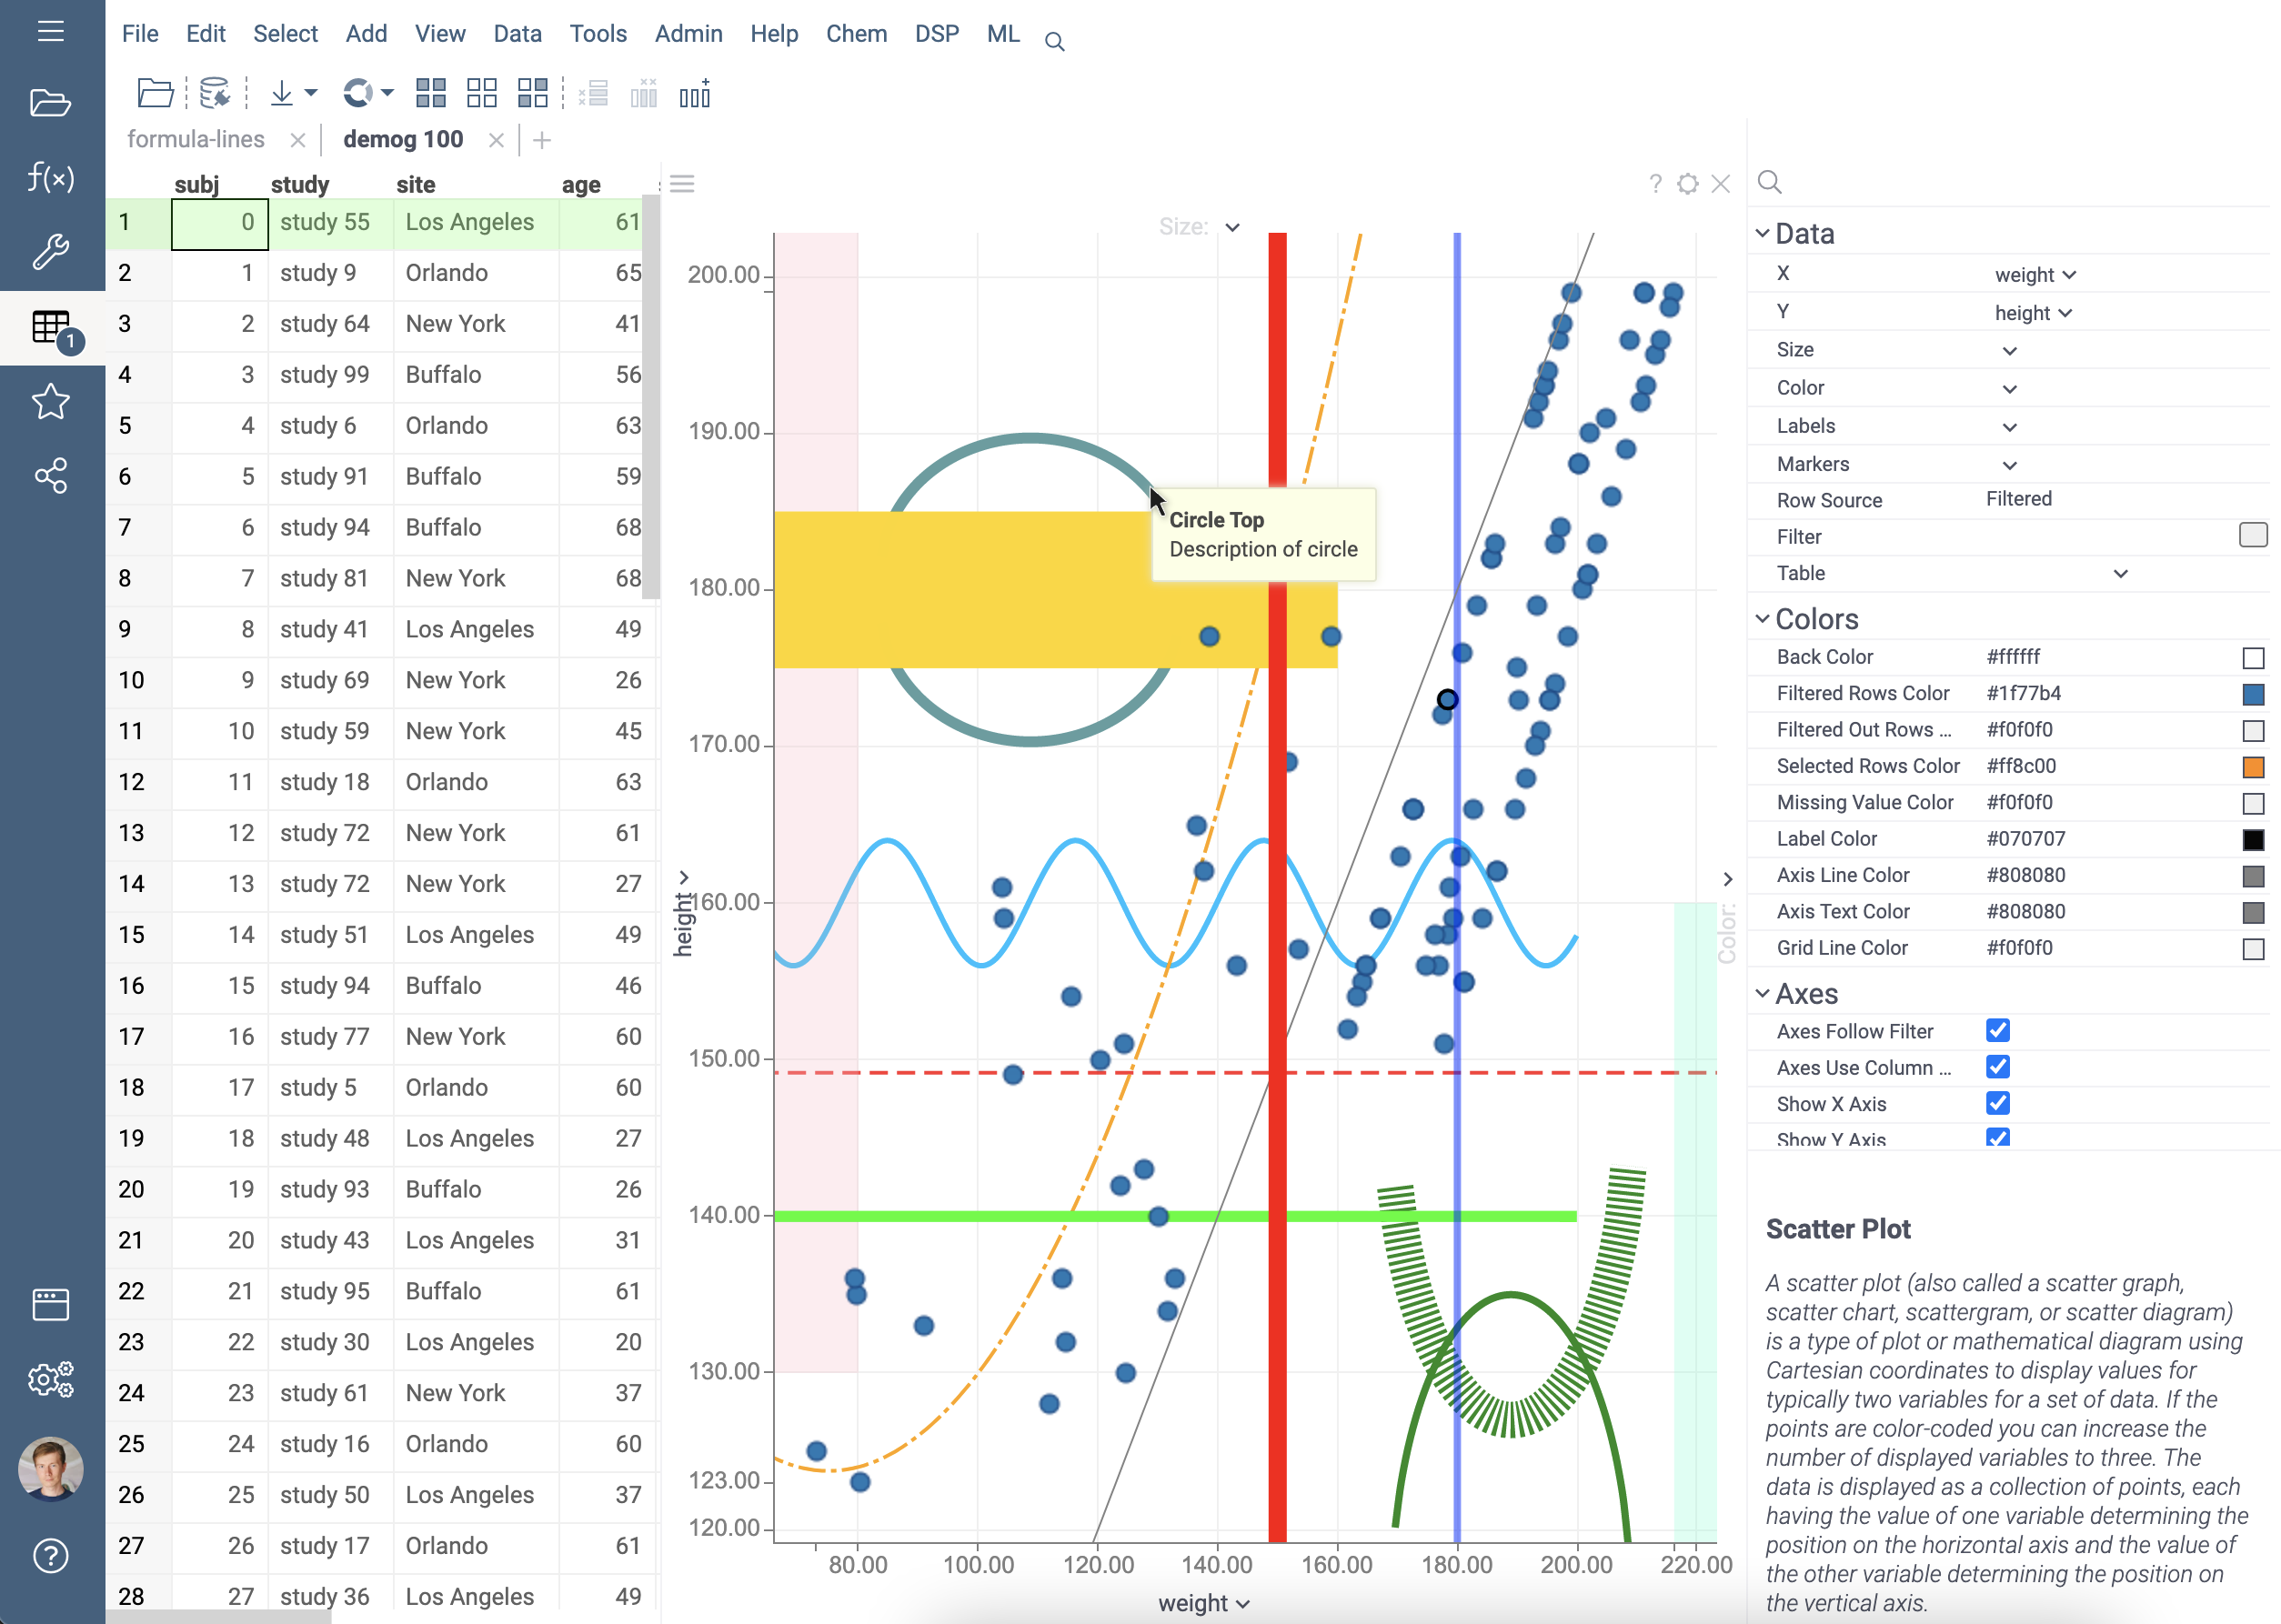 File Edit Select Add View Data Tools Admin Help Chem DSP ML
formula-lines demog 100
subj study site age
1 0 study 55 Los Angeles 61
2 1 study 9 Orlando 65
3 2 study 64 New York 41
4 3 study 99 Buffalo 56
5 4 study 6 Orlando 63
6 5 study 91 Buffalo 59
7 6 study 94 Buffalo 68
8 7 study 81 New York 68
9 8 study 41 Los Angeles 49
10 9 study 69 New York 26
11 10 study 59 New York 45
12 11 study 18 Orlando 63
13 12 study 72 New York 61
14 13 study 72 New York 27
15 14 study 51 Los Angeles 49
16 15 study 94 Buffalo 46
17 16 study 77 New York 60
18 17 study 5 Orlando 60
19 18 study 48 Los Angeles 27
20 19 study 93 Buffalo 26
21 20 study 43 Los Angeles 31
22 21 study 95 Buffalo 61
23 22 study 30 Los Angeles 20
24 23 study 61 New York 37
25 24 study 16 Orlando 60
26 25 study 50 Los Angeles 37
27 26 study 17 Orlando 61
28 27 study 36 Los Angeles 49
f(x)
1
?
Size:
200.00
190.00
180.00
170.00
160.00
150.00
140.00
130.00
123.00
120.00
height
Circle Top
Description of circle
Color:
80.00 100.00 120.00 140.00 160.00 180.00 200.00 220.00
weight
Data
X weight
Y height
Size
Color
Labels
Markers
Row Source Filtered
Filter
Table
Colors
Back Color #ffffff
Filtered Rows Color #1f77b4
Filtered Out Rows ... #f0f0f0
Selected Rows Color #ff8c00
Missing Value Color #f0f0f0
Label Color #070707
Axis Line Color #808080
Axis Text Color #808080
Grid Line Color #f0f0f0
Axes
Axes Follow Filter
Axes Use Column ...
Show X Axis
Show Y Axis
Scatter Plot
A scatter plot (also called a scatter graph,
scatter chart, scattergram, or scatter diagram)
is a type of plot or mathematical diagram using
Cartesian coordinates to display values for
typically two variables for a set of data. If the
points are color-coded you can increase the
number of displayed variables to three. The
data is displayed as a collection of points, each
having the value of one variable determining the
position on the horizontal axis and the value of
the other variable determining the position on
the vertical axis.